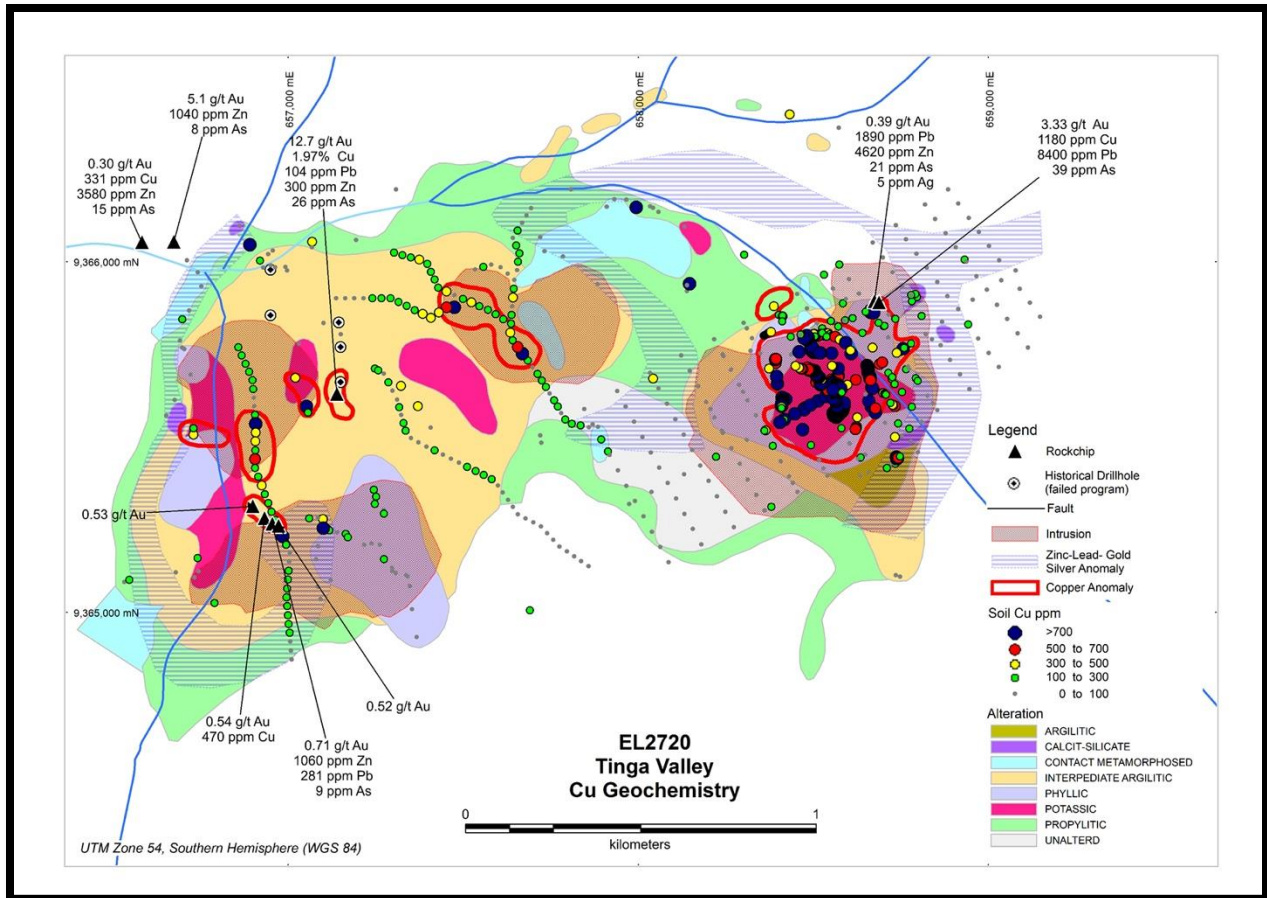 5.1 g/t Au
1040 ppm Zn
8 ppm As
0.30 g/t Au
331 ppm Cu
3580 ppm Zn
15 ppm As
657,000 mE
12.7 g/t Au
1.97% Cu
104 ppm Pb
300 ppm Zn
26 ppm As
658,000 mE
0.39 g/t Au
1890 ppm Pb
4620 ppm Zn
21 ppm As
5 ppm Ag
659,000 mE
3.33 g/t Au
1180 ppm Cu
8400 ppm Pb
39 ppm As
9,366,000 mN
0.53 g/t Au
9,365,000 mN
0.54 g/t Au
470 ppm Cu
0.71 g/t Au
1060 ppm Zn
281 ppm Pb
9 ppm As
0.52 g/t Au
EL2720
Tinga Valley
Cu Geochemistry
0 1
kilometers
UTM Zone 54, Southern Hemisphere (WGS 84)
Legend
Rockchip
Historical Drillhole
(failed program)
Fault
Intrusion
Zinc-Lead- Gold
Silver Anomaly
Copper Anomaly
Soil Cu ppm
>700
500 to 700
300 to 500
100 to 300
0 to 100
Alteration
ARGILITIC
CALCIT-SILICATE
CONTACT METAMORPHOSED
INTERPEDIATE ARGILITIC
PHYLLIC
POTASSIC
PROPYLITIC
UNALTERD